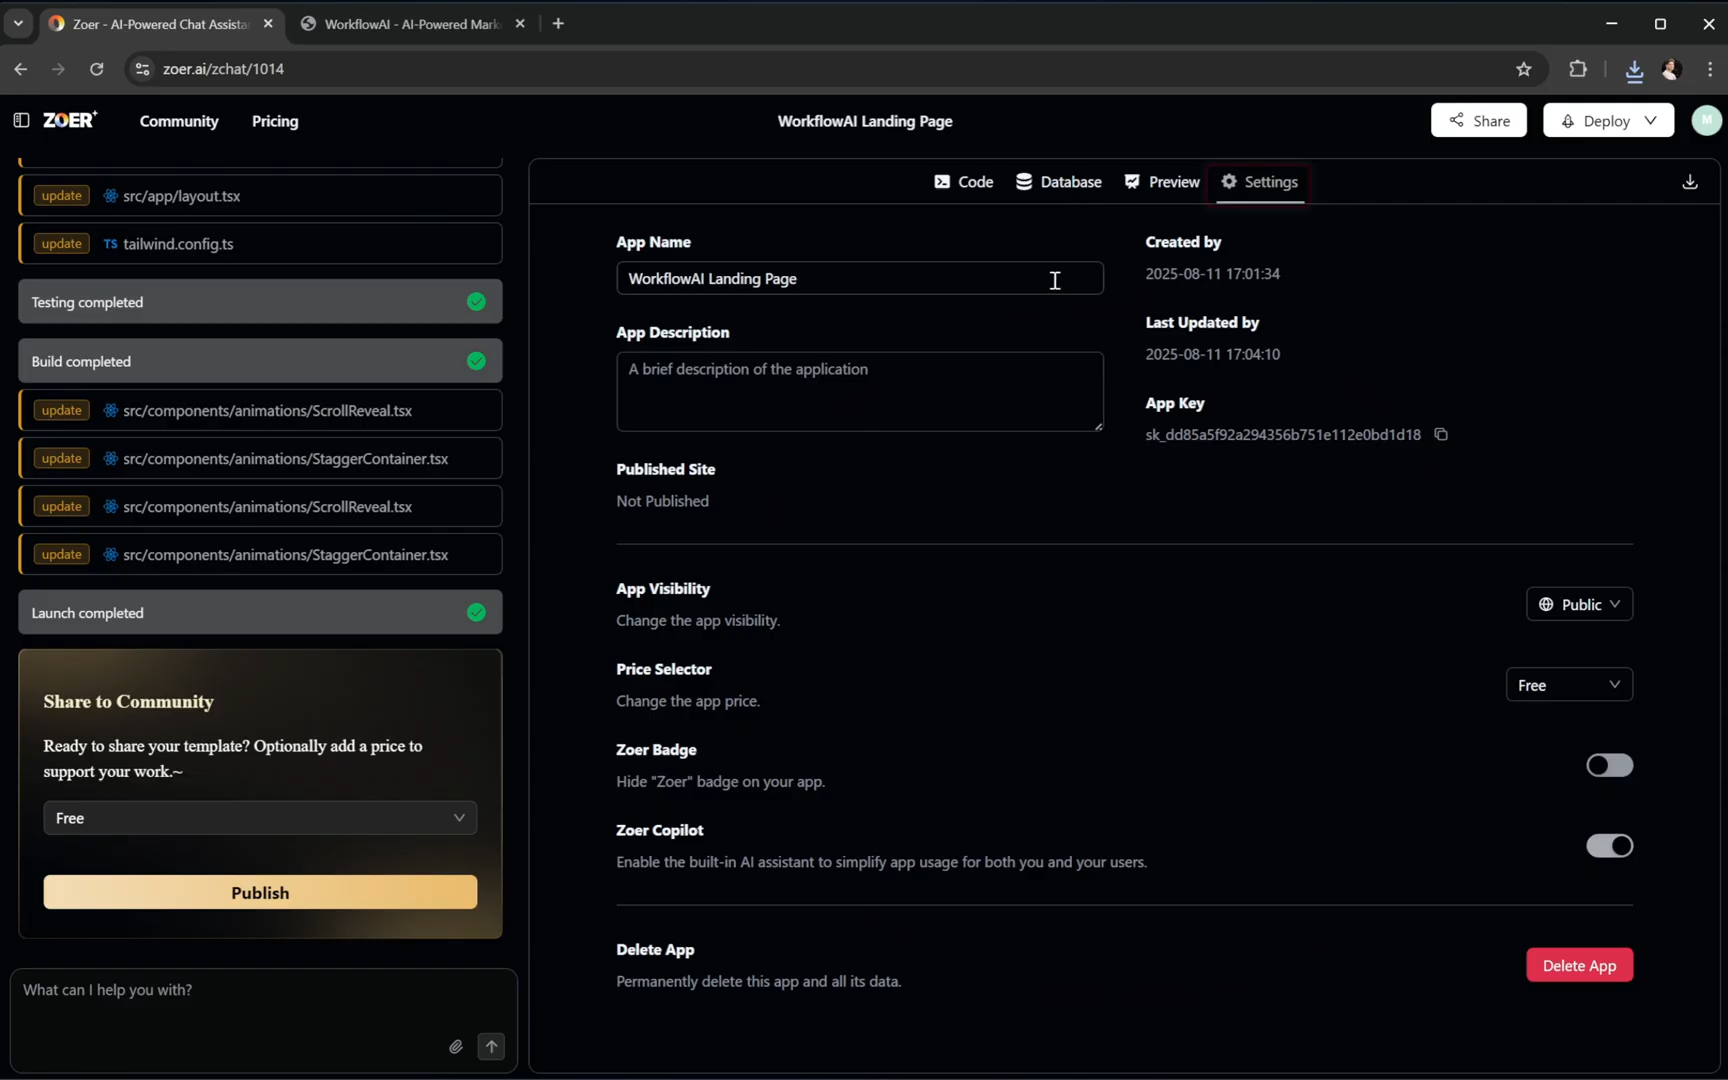 Zoer - AI-Powered Chat Assista
WorkflowAI - AI-Powered Mark
zoer.ai/zchat/1014
ZOER+
Community
Pricing
WorkflowAI Landing Page
Share
Deploy
M
update src/app/layout.tsx
update TS tailwind.config.ts
Testing completed
Build completed
update src/components/animations/ScrollReveal.tsx
update src/components/animations/StaggerContainer.tsx
update src/components/animations/ScrollReveal.tsx
update src/components/animations/StaggerContainer.tsx
Launch completed
Share to Community
Ready to share your template? Optionally add a price to
support your work.~
Free
Publish
What can I help you with?
Code
Database
Preview
Settings
App Name
WorkflowAI Landing Page
App Description
A brief description of the application
Published Site
Not Published
Created by
2025-08-11 17:01:34
Last Updated by
2025-08-11 17:04:10
App Key
sk_dd85a5f92a294356b751e112e0bd1d18
App Visibility
Change the app visibility.
Public
Price Selector
Change the app price.
Free
Zoer Badge
Hide "Zoer" badge on your app.
Zoer Copilot
Enable the built-in AI assistant to simplify app usage for both you and your users.
Delete App
Permanently delete this app and all its data.
Delete App